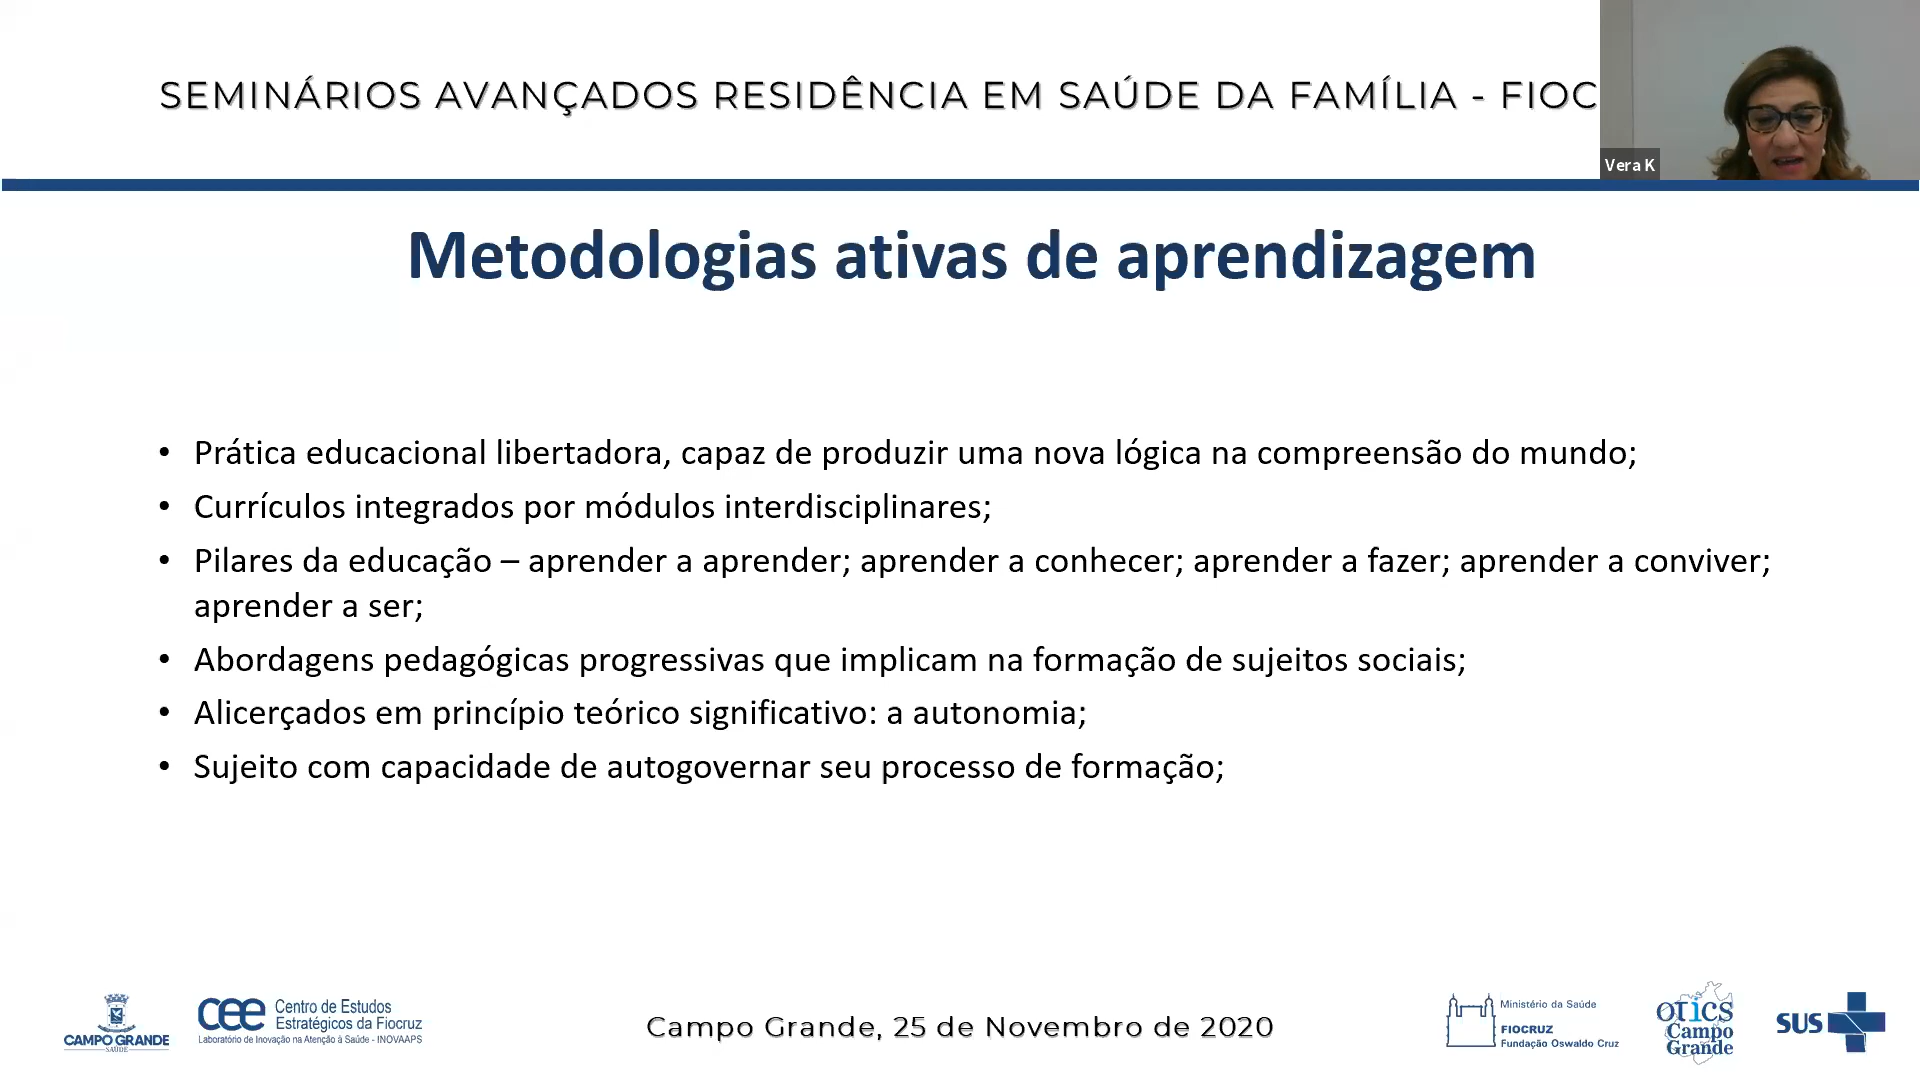 SEMINÁRIOS AVANÇADOS RESIDÊNCIA EM SAÚDE DA FAMÍLIA - FIOC
Vera K
Metodologias ativas de aprendizagem
• Prática educacional libertadora, capaz de produzir uma nova lógica na compreensão do mundo;
• Currículos integrados por módulos interdisciplinares;
• Pilares da educação – aprender a aprender; aprender a conhecer; aprender a fazer; aprender a conviver;
aprender a ser;
• Abordagens pedagógicas progressivas que implicam na formação de sujeitos sociais;
• Alicerçados em princípio teórico significativo: a autonomia;
• Sujeito com capacidade de autogovernar seu processo de formação;
CAMPO GRANDE
SAÚDE
cee
Centro de Estudos
Estratégicos da Fiocruz
Laboratório de Inovação na Atenção à Saúde - INOVAAPS
Campo Grande, 25 de Novembro de 2020
Ministério da Saúde
FIOCRUZ
Fundação Oswaldo Cruz
OTICS
Campo
Grande
SUS